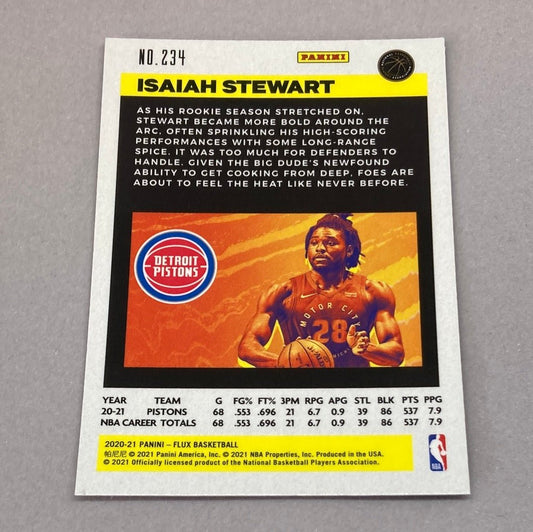 NO. 234
PANINI
ISAIAH STEWART
AS HIS ROOKIE SEASON STRETCHED ON,
STEWART BECAME MORE BOLD AROUND THE
ARC, OFTEN SPRINKLING HIS HIGH-SCORING
PERFORMANCES WITH SOME LONG-RANGE
SPICE. IT WAS TOO MUCH FOR DEFENDERS TO
HANDLE. GIVEN THE BIG DUDE'S NEWFOUND
ABILITY TO GET COOKING FROM DEEP, FOES ARE
ABOUT TO FEEL THE HEAT LIKE NEVER BEFORE.
DETROIT
PISTONS
MOTOR CITY
28
YEAR TEAM G FG% FT% 3PM RPG APG STL BLK PTS PPG
20-21 PISTONS 68 .553 .696 21 6.7 0.9 39 86 537 7.9
NBA CAREER TOTALS 68 .553 .696 21 6.7 0.9 39 86 537 7.9
2020-21 PANINI – FLUX BASKETBALL
帕尼尼 © 2021 Panini America, Inc. © 2021 NBA Properties, Inc. Produced in the USA.
© 2021 Officially licensed product of the National Basketball Players Association.
NBA